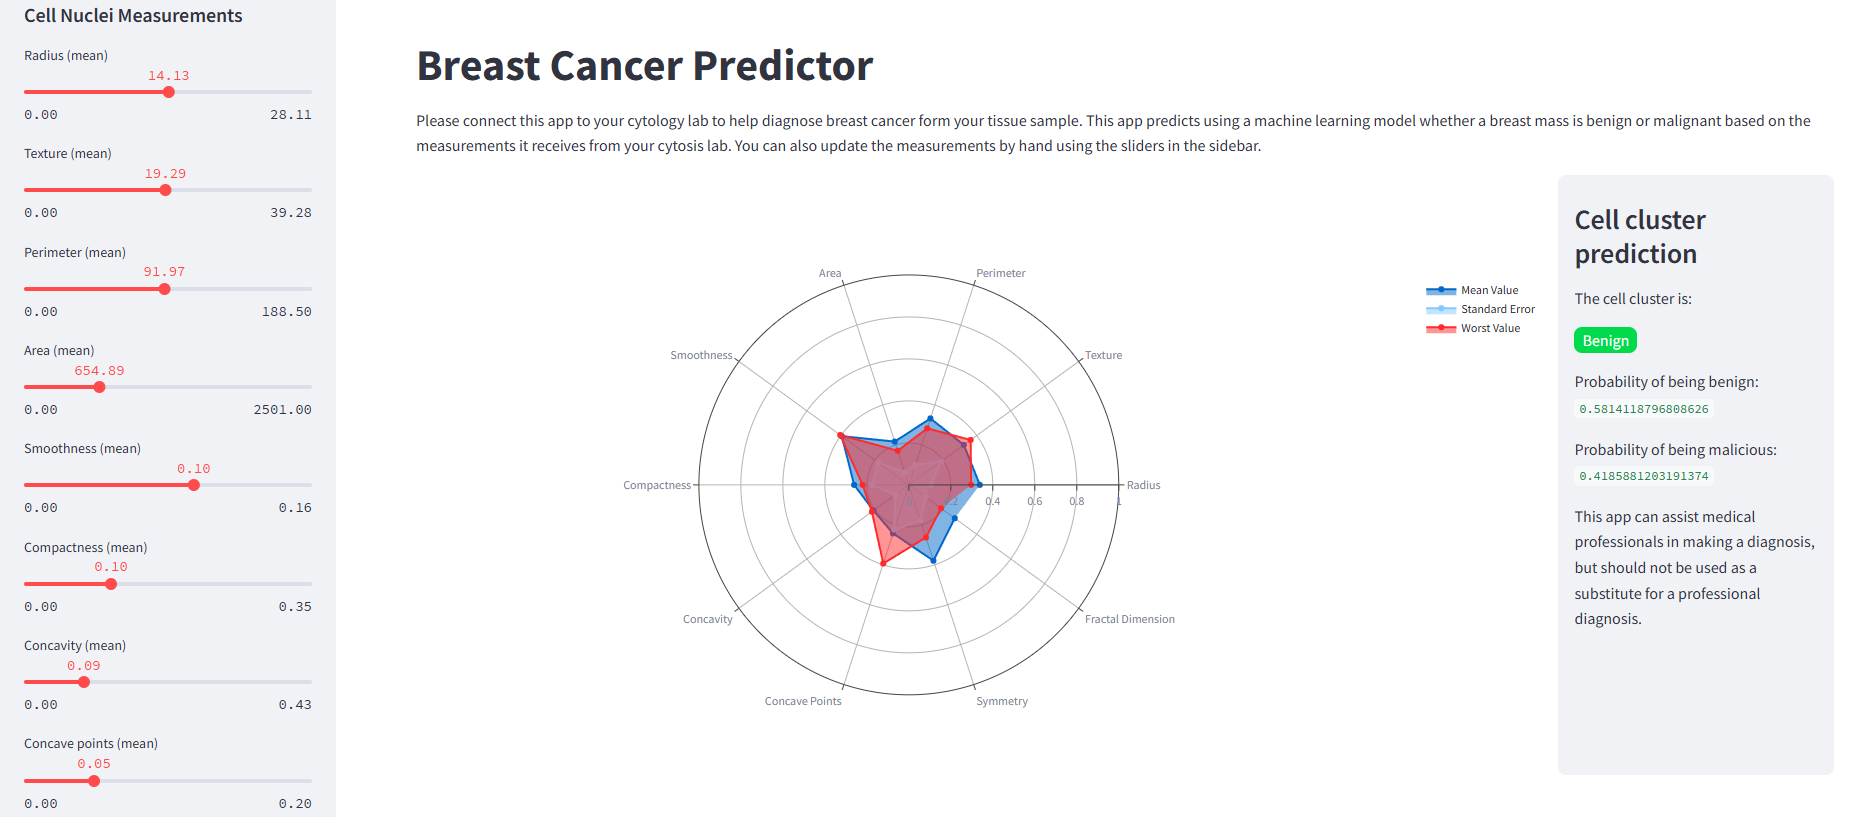 Cell Nuclei Measurements
Radius (mean)
14.13
0.00 28.11
Texture (mean)
19.29
0.00 39.28
Perimeter (mean)
91.97
0.00 188.50
Area (mean)
654.89
0.00 2501.00
Smoothness (mean)
0.10
0.00 0.16
Compactness (mean)
0.10
0.00 0.35
Concavity (mean)
0.09
0.00 0.43
Concave points (mean)
0.05
0.00 0.20
Breast Cancer Predictor
Please connect this app to your cytology lab to help diagnose breast cancer form your tissue sample. This app predicts using a machine learning model whether a breast mass is benign or malignant based on the
measurements it receives from your cytosis lab. You can also update the measurements by hand using the sliders in the sidebar.
Area
Perimeter
Smoothness
Texture
Compactness
Radius
0 0.2 0.4 0.6 0.8 1
Concavity
Fractal Dimension
Concave Points
Symmetry
Mean Value
Standard Error
Worst Value
Cell cluster
prediction
The cell cluster is:
Benign
Probability of being benign:
0.5814118796808626
Probability of being malicious:
0.4185881203191374
This app can assist medical
professionals in making a diagnosis,
but should not be used as a
substitute for a professional
diagnosis.